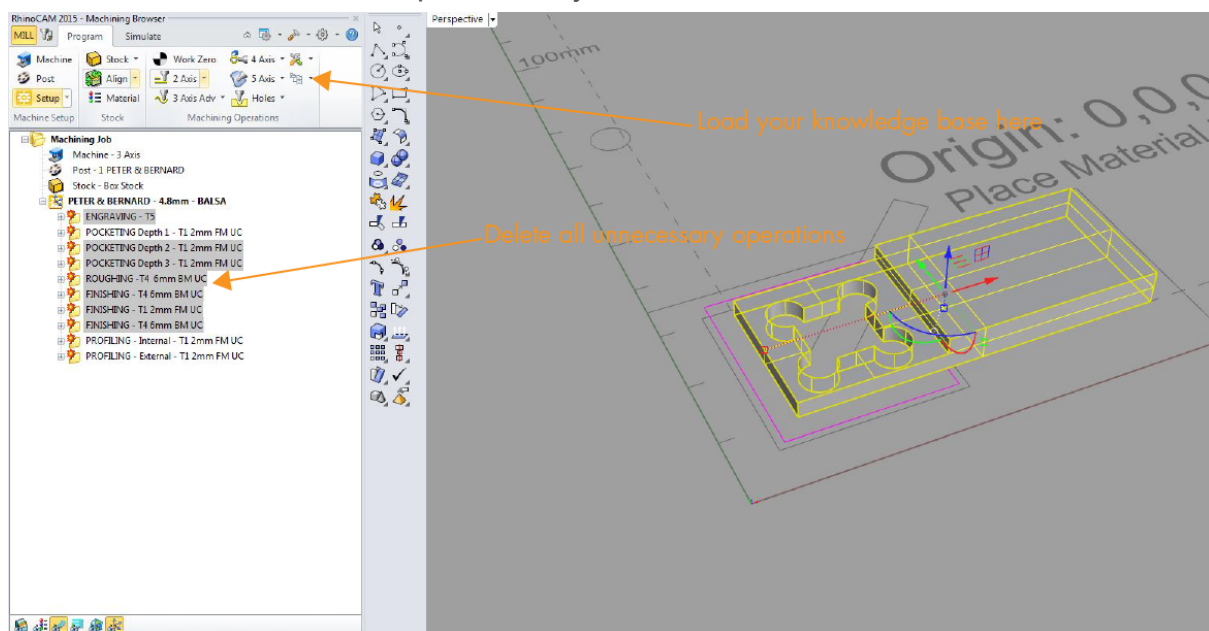 RhinoCAM 2015 - Machining Browser
MILL Program Simulate
Machine Stock Work Zero 4 Axis
Post Align 2 Axis 5 Axis
Setup Material 3 Axis Adv Holes
Machine Setup Stock Machining Operations
Machining Job
Machine - 3 Axis
Post - 1 PETER & BERNARD
Stock - Box Stock
PETER & BERNARD - 4.8mm - BALSA
ENGRAVING - T5
POCKETING Depth 1 - T1 2mm FM UC
POCKETING Depth 2 - T1 2mm FM UC
POCKETING Depth 3 - T1 2mm FM UC
ROUGHING -T4 6mm BM UC
FINISHING - T4 6mm BM UC
FINISHING - T1 2mm FM UC
FINISHING - T4 6mm BM UC
PROFILING - Internal - T1 2mm FM UC
PROFILING - External - T1 2mm FM UC
Perspective
100mm
Load your knowledge base here
Origin: 0,0,0
Place Material
Delete all unnecessary operations